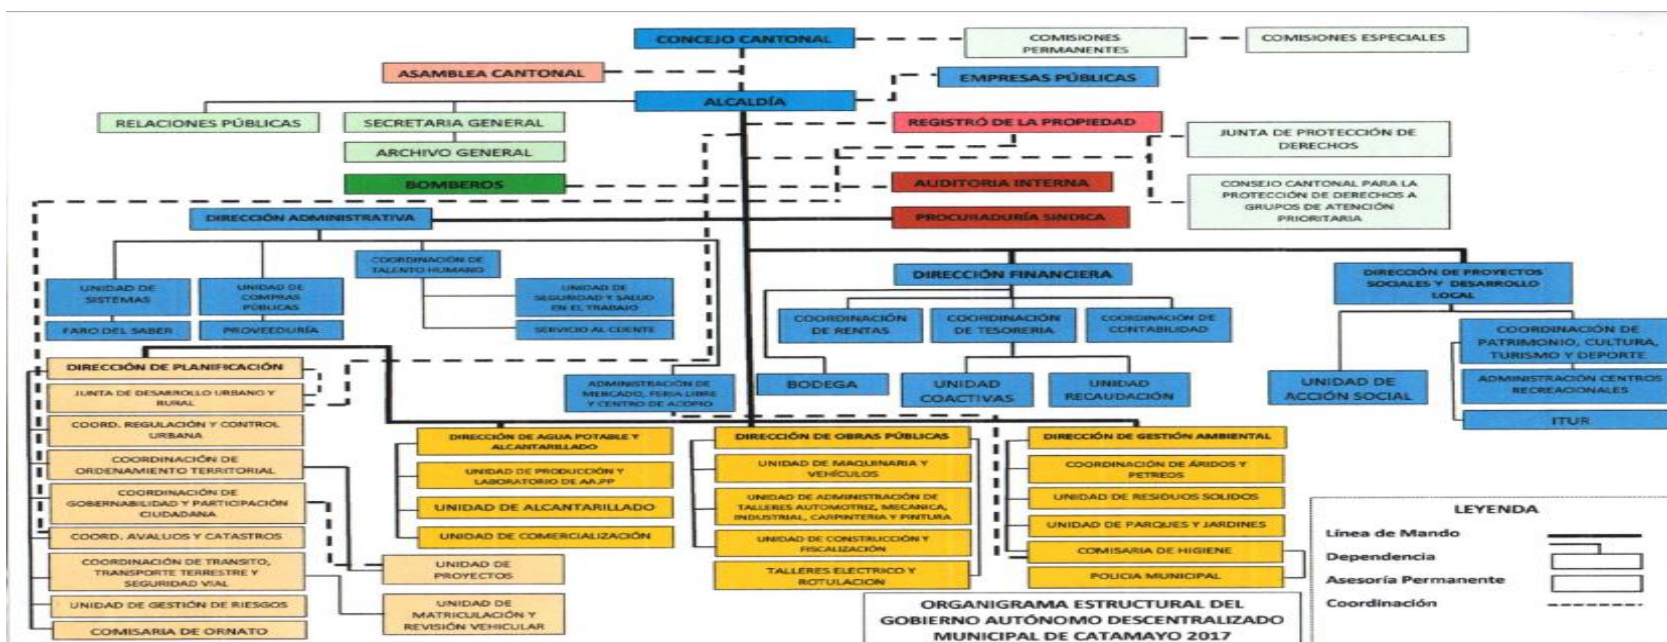 CONCEJO CANTONAL
COMISIONES
PERMANENTES
COMISIONES ESPECIALES
ASAMBLEA CANTONAL
EMPRESAS PÚBLICAS
ALCALDÍA
RELACIONES PÚBLICAS
SECRETARIA GENERAL
REGISTRÓ DE LA PROPIEDAD
JUNTA DE PROTECCIÓN DE
DERECHOS
ARCHIVO GENERAL
BOMBEROS
AUDITORIA INTERNA
CONSEJO CANTONAL PARA LA
PROTECCIÓN DE DERECHOS A
GRUPOS DE ATENCIÓN
PRIORITARIA
DIRECCIÓN ADMINISTRATIVA
PROCURADURÍA SINDICA
COORDINACIÓN DE
TALENTO HUMANO
DIRECCIÓN FINANCIERA
DIRECCIÓN DE PROYECTOS
SOCIALES Y DESARROLLO
LOCAL
UNIDAD DE
SISTEMAS
UNIDAD DE
COMPRAS
PÚBLICAS
UNIDAD DE
SEGURIDAD Y SALUD
EN EL TRABAJO
FARO DEL SABER
PROVEEDURÍA
SERVICIO AL CLIENTE
COORDINACIÓN
DE RENTAS
COORDINACIÓN
DE TESORERIA
COORDINACIÓN DE
CONTABILIDAD
COORDINACIÓN DE
PATRIMONIO, CULTURA,
TURISMO Y DEPORTE
DIRECCIÓN DE PLANIFICACIÓN
ADMINISTRACIÓN DE
MERCADO, FERIA LIBRE
Y CENTRO DE ACOPIO
BODEGA
UNIDAD
COACTIVAS
UNIDAD
RECAUDACIÓN
UNIDAD DE
ACCIÓN SOCIAL
ADMINISTRACIÓN CENTROS
RECREACIONALES
ITUR
JUNTA DE DESARROLLO URBANO Y
RURAL
COORD. REGULACIÓN Y CONTROL
URBANA
COORDINACIÓN DE
ORDENAMIENTO TERRITORIAL
COORDINACIÓN DE
GOBERNABILIDAD Y PARTICIPACIÓN
CIUDADANA
COORD. AVALUOS Y CATASTROS
COORDINACIÓN DE TRANSITO,
TRANSPORTE TERRESTRE Y
SEGURIDAD VIAL
UNIDAD DE GESTIÓN DE RIESGOS
COMISARIA DE ORNATO
UNIDAD DE
PROYECTOS
UNIDAD DE
MATRICULACIÓN Y
REVISIÓN VEHICULAR
DIRECCIÓN DE AGUA POTABLE Y
ALCANTARILLADO
UNIDAD DE PRODUCCIÓN Y
LABORATORIO DE AA.PP
UNIDAD DE ALCANTARILLADO
UNIDAD DE COMERCIALIZACIÓN
DIRECCIÓN DE OBRAS PÚBLICAS
UNIDAD DE MAQUINARIA Y
VEHÍCULOS
UNIDAD DE ADMINISTRACIÓN DE
TALLERES AUTOMOTRIZ, MECANICA,
INDUSTRIAL, CARPINTERIA Y PINTURA
UNIDAD DE CONSTRUCCIÓN Y
FISCALIZACIÓN
TALLERES ELECTRICO Y
ROTULACION
DIRECCIÓN DE GESTIÓN AMBIENTAL
COORDINACIÓN DE ÁRIDOS Y
PETREOS
UNIDAD DE RESIDUOS SOLIDOS
UNIDAD DE PARQUES Y JARDINES
COMISARIA DE HIGIENE
POLICIA MUNICIPAL
LEYENDA
Línea de Mando
Dependencia
Asesoría Permanente
Coordinación
ORGANIGRAMA ESTRUCTURAL DEL
GOBIERNO AUTÓNOMO DESCENTRALIZADO
MUNICIPAL DE CATAMAYO 2017